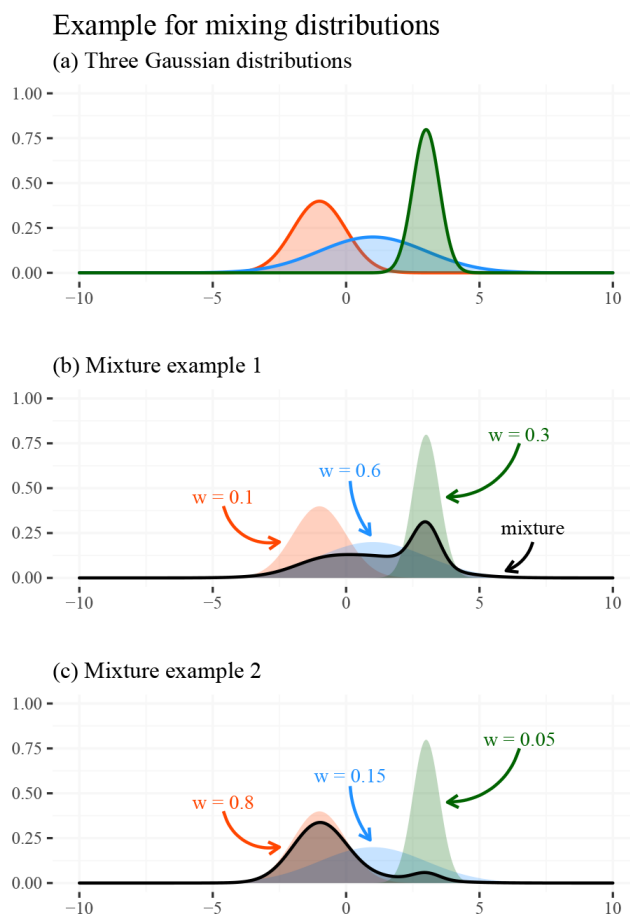 Example for mixing distributions
(a) Three Gaussian distributions
1.00
0.75
0.50
0.25
0.00
−10 −5 0 5 10
(b) Mixture example 1
1.00
0.75
0.50
0.25
0.00
w = 0.3
w = 0.6
w = 0.1
mixture
−10 −5 0 5 10
(c) Mixture example 2
1.00
0.75
0.50
0.25
0.00
w = 0.05
w = 0.15
w = 0.8
−10 −5 0 5 10